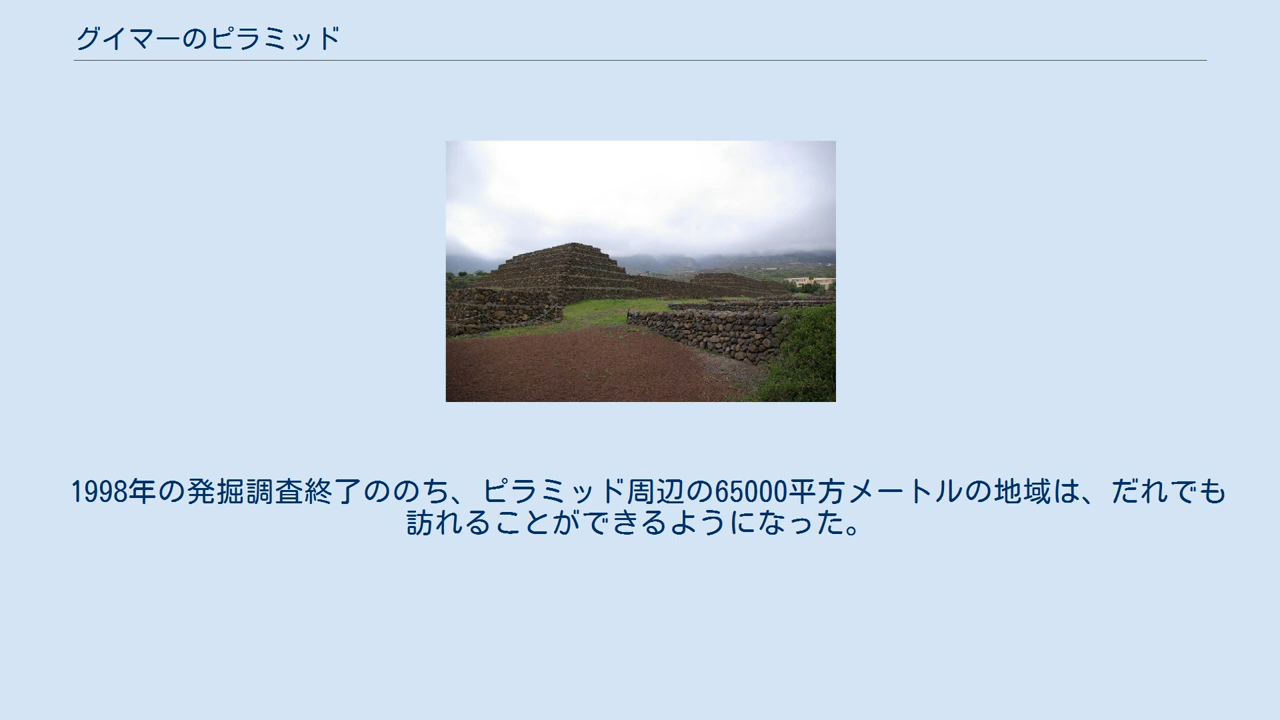 グイマーのピラミッド
1998年の発掘調査終了ののち、ピラミッド周辺の65000平方メートルの地域は、だれでも
訪れることができるようになった。